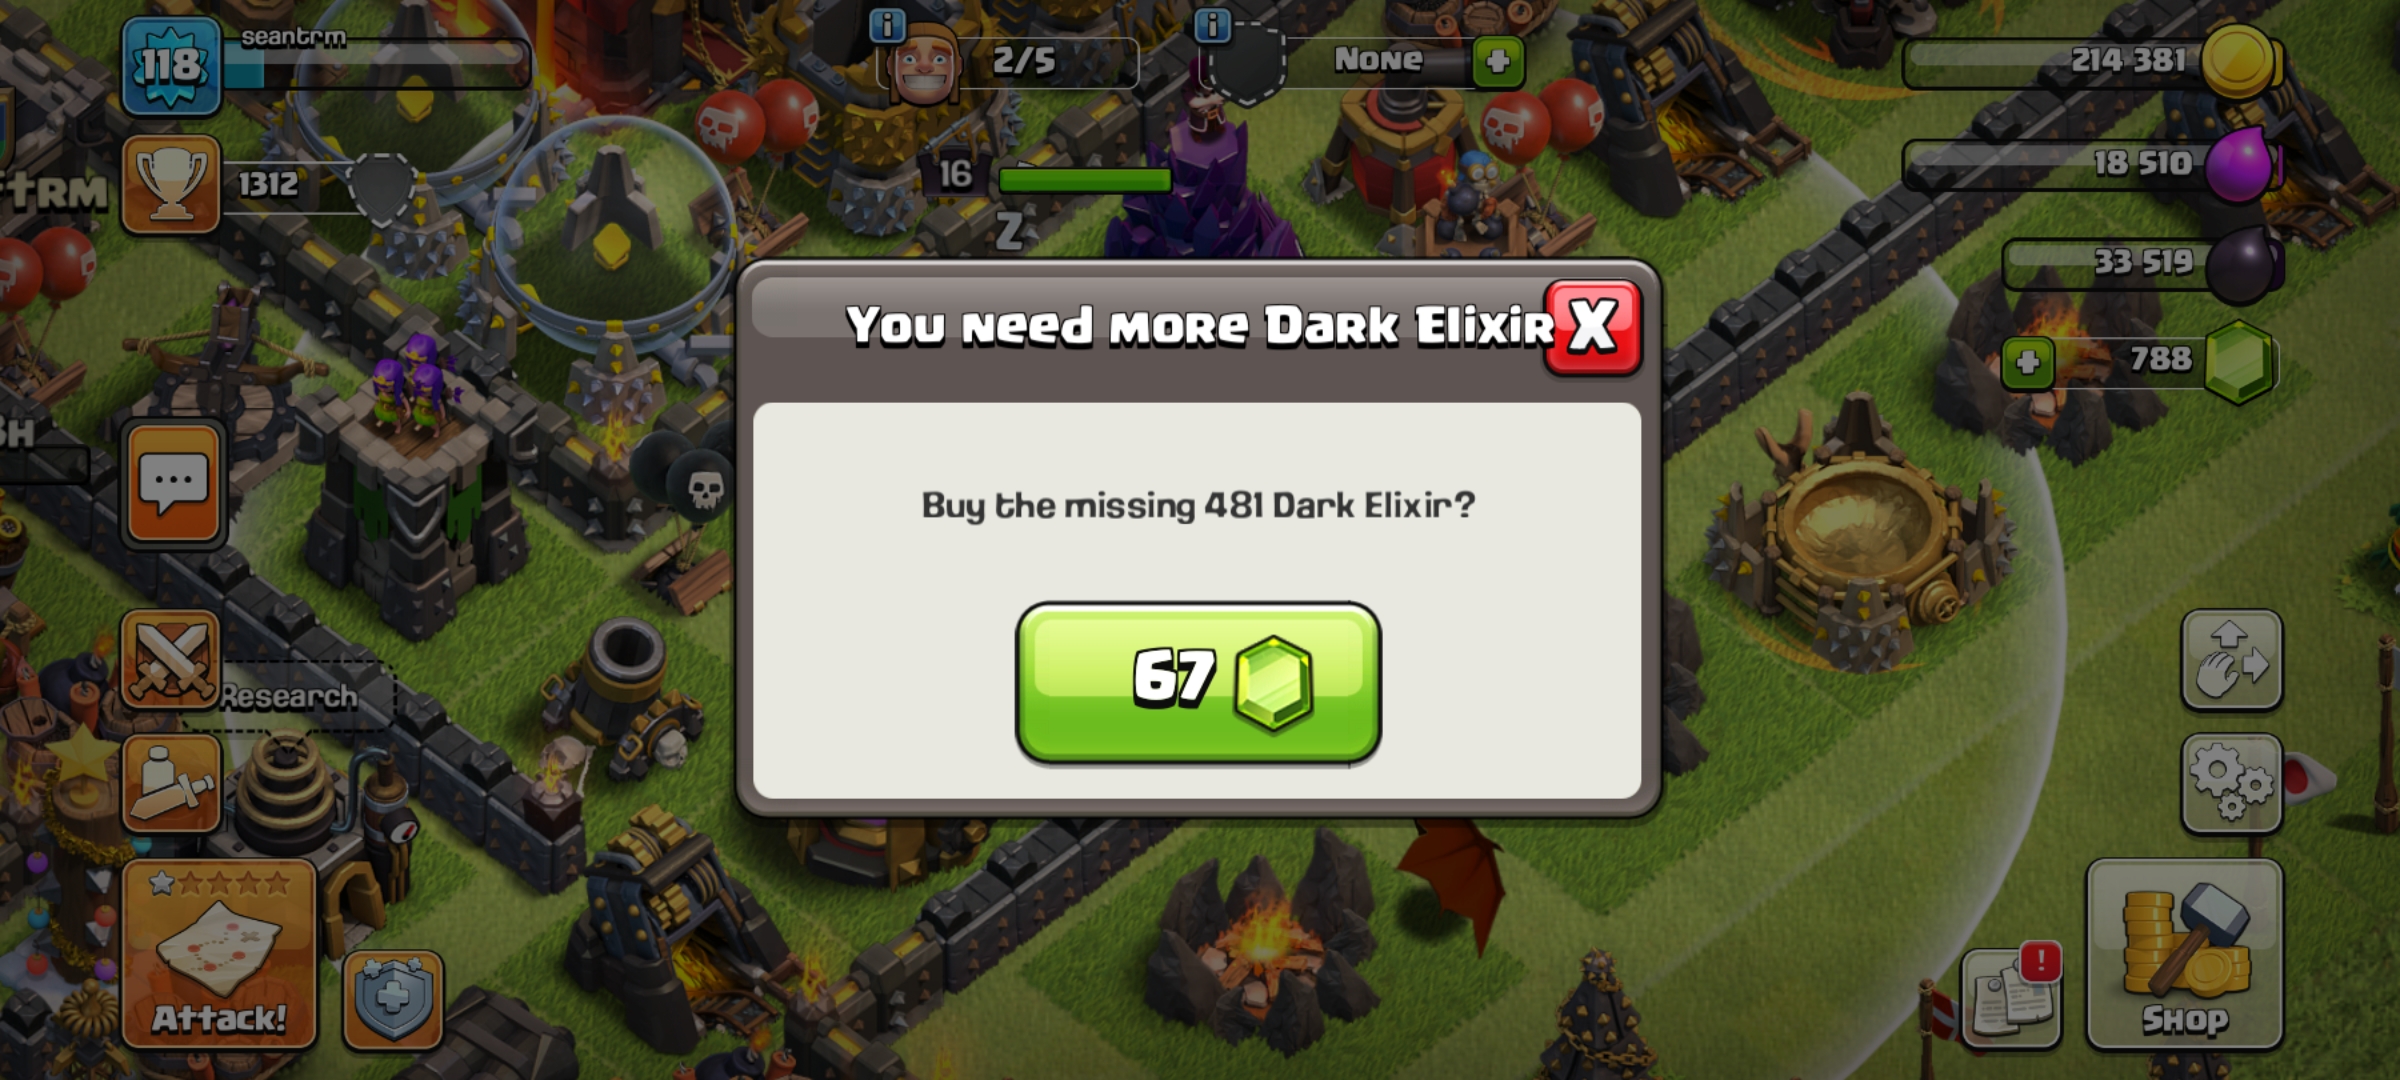 118
seantrm
2/5
None
214 381
18 510
33 519
788
1312
TRM
16
Z
You need more Dark Elixir
X
Buy the missing 481 Dark Elixir?
67
Research
Attack!
!
Shop